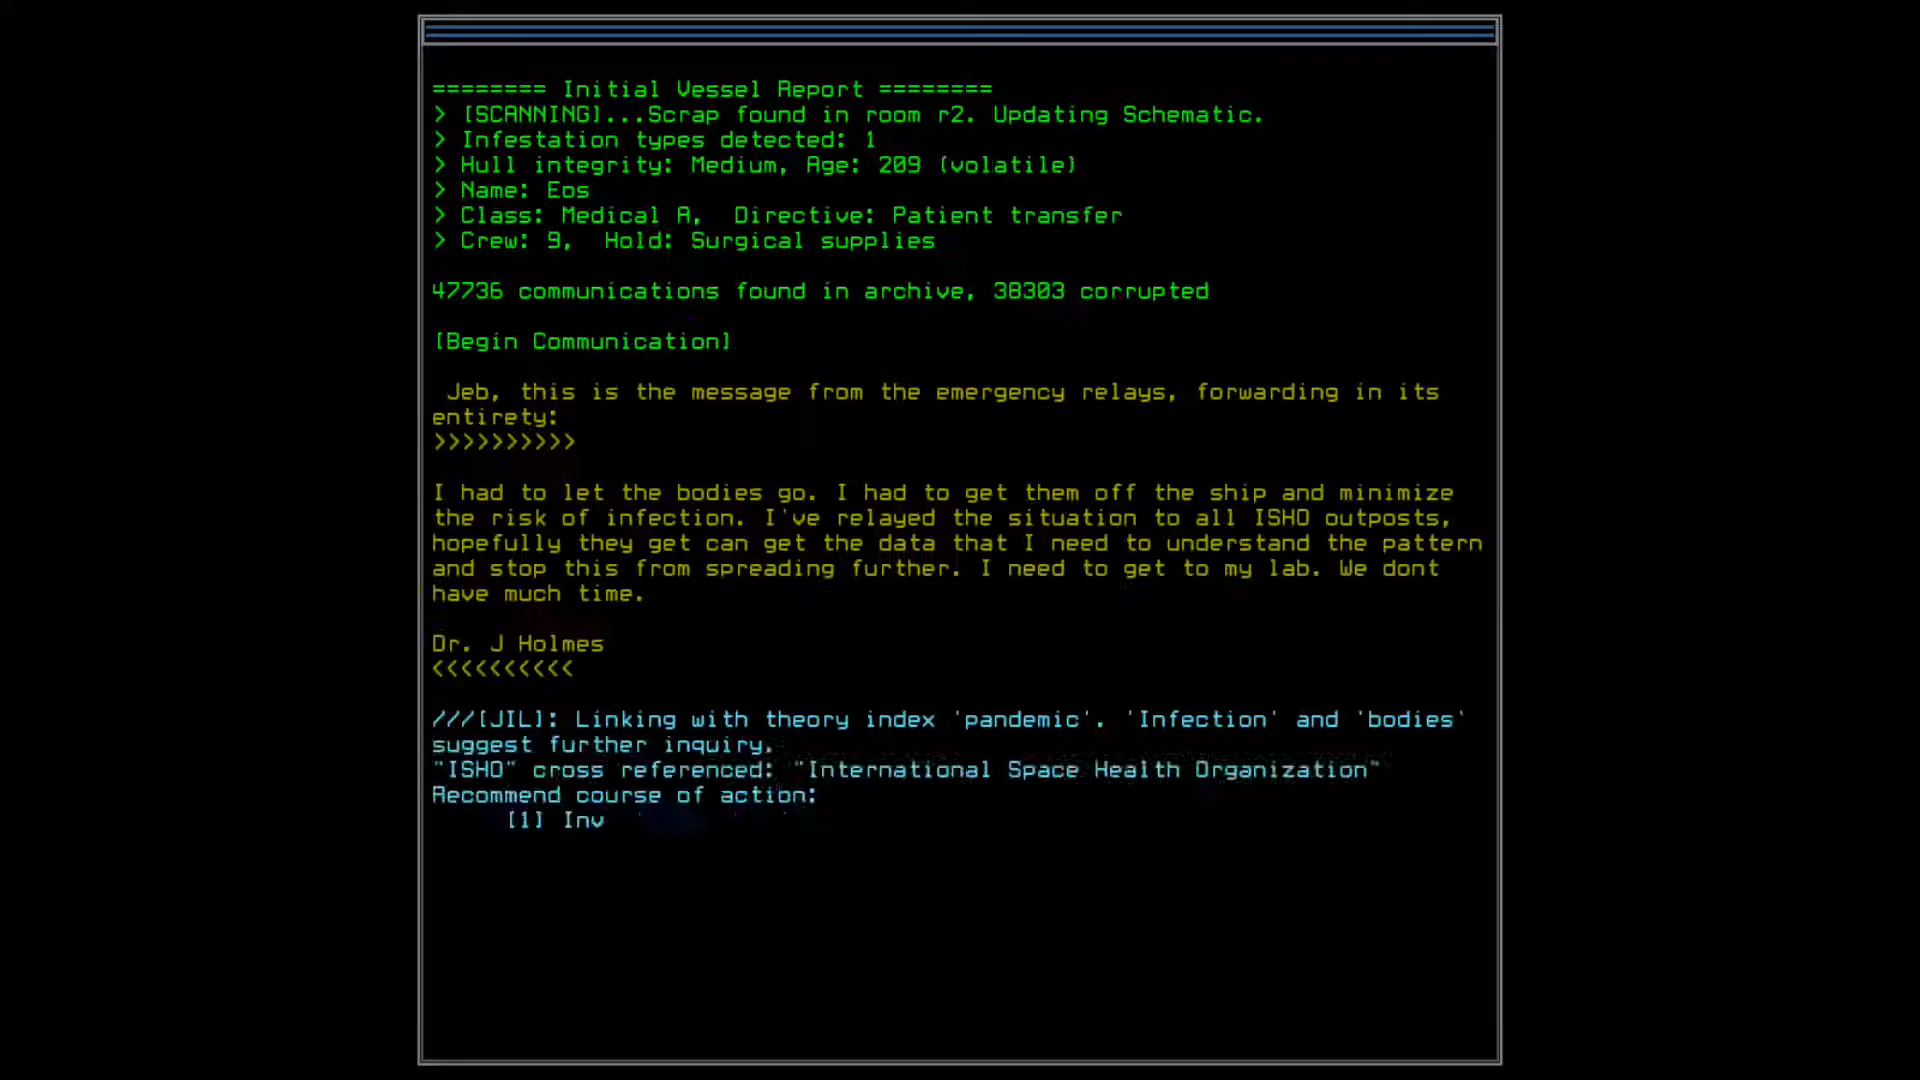 ======== Initial Vessel Report ========
> [SCANNING]...Scrap found in room r2. Updating Schematic.
> Infestation types detected: 1
> Hull integrity: Medium, Age: 209 (volatile)
> Name: Eos
> Class: Medical A,  Directive: Patient transfer
> Crew: 9,  Hold: Surgical supplies
47736 communications found in archive, 38303 corrupted
[Begin Communication]
Jeb, this is the message from the emergency relays, forwarding in its
entirety:
>>>>>>>>>>
I had to let the bodies go. I had to get them off the ship and minimize
the risk of infection. I've relayed the situation to all ISHO outposts,
hopefully they get can get the data that I need to understand the pattern
and stop this from spreading further. I need to get to my lab. We dont
have much time.
Dr. J Holmes
<<<<<<<<<<
///[JIL]: Linking with theory index 'pandemic'. 'Infection' and 'bodies'
suggest further inquiry.
"ISHO" cross referenced: "International Space Health Organization"
Recommend course of action:
[1] Inv